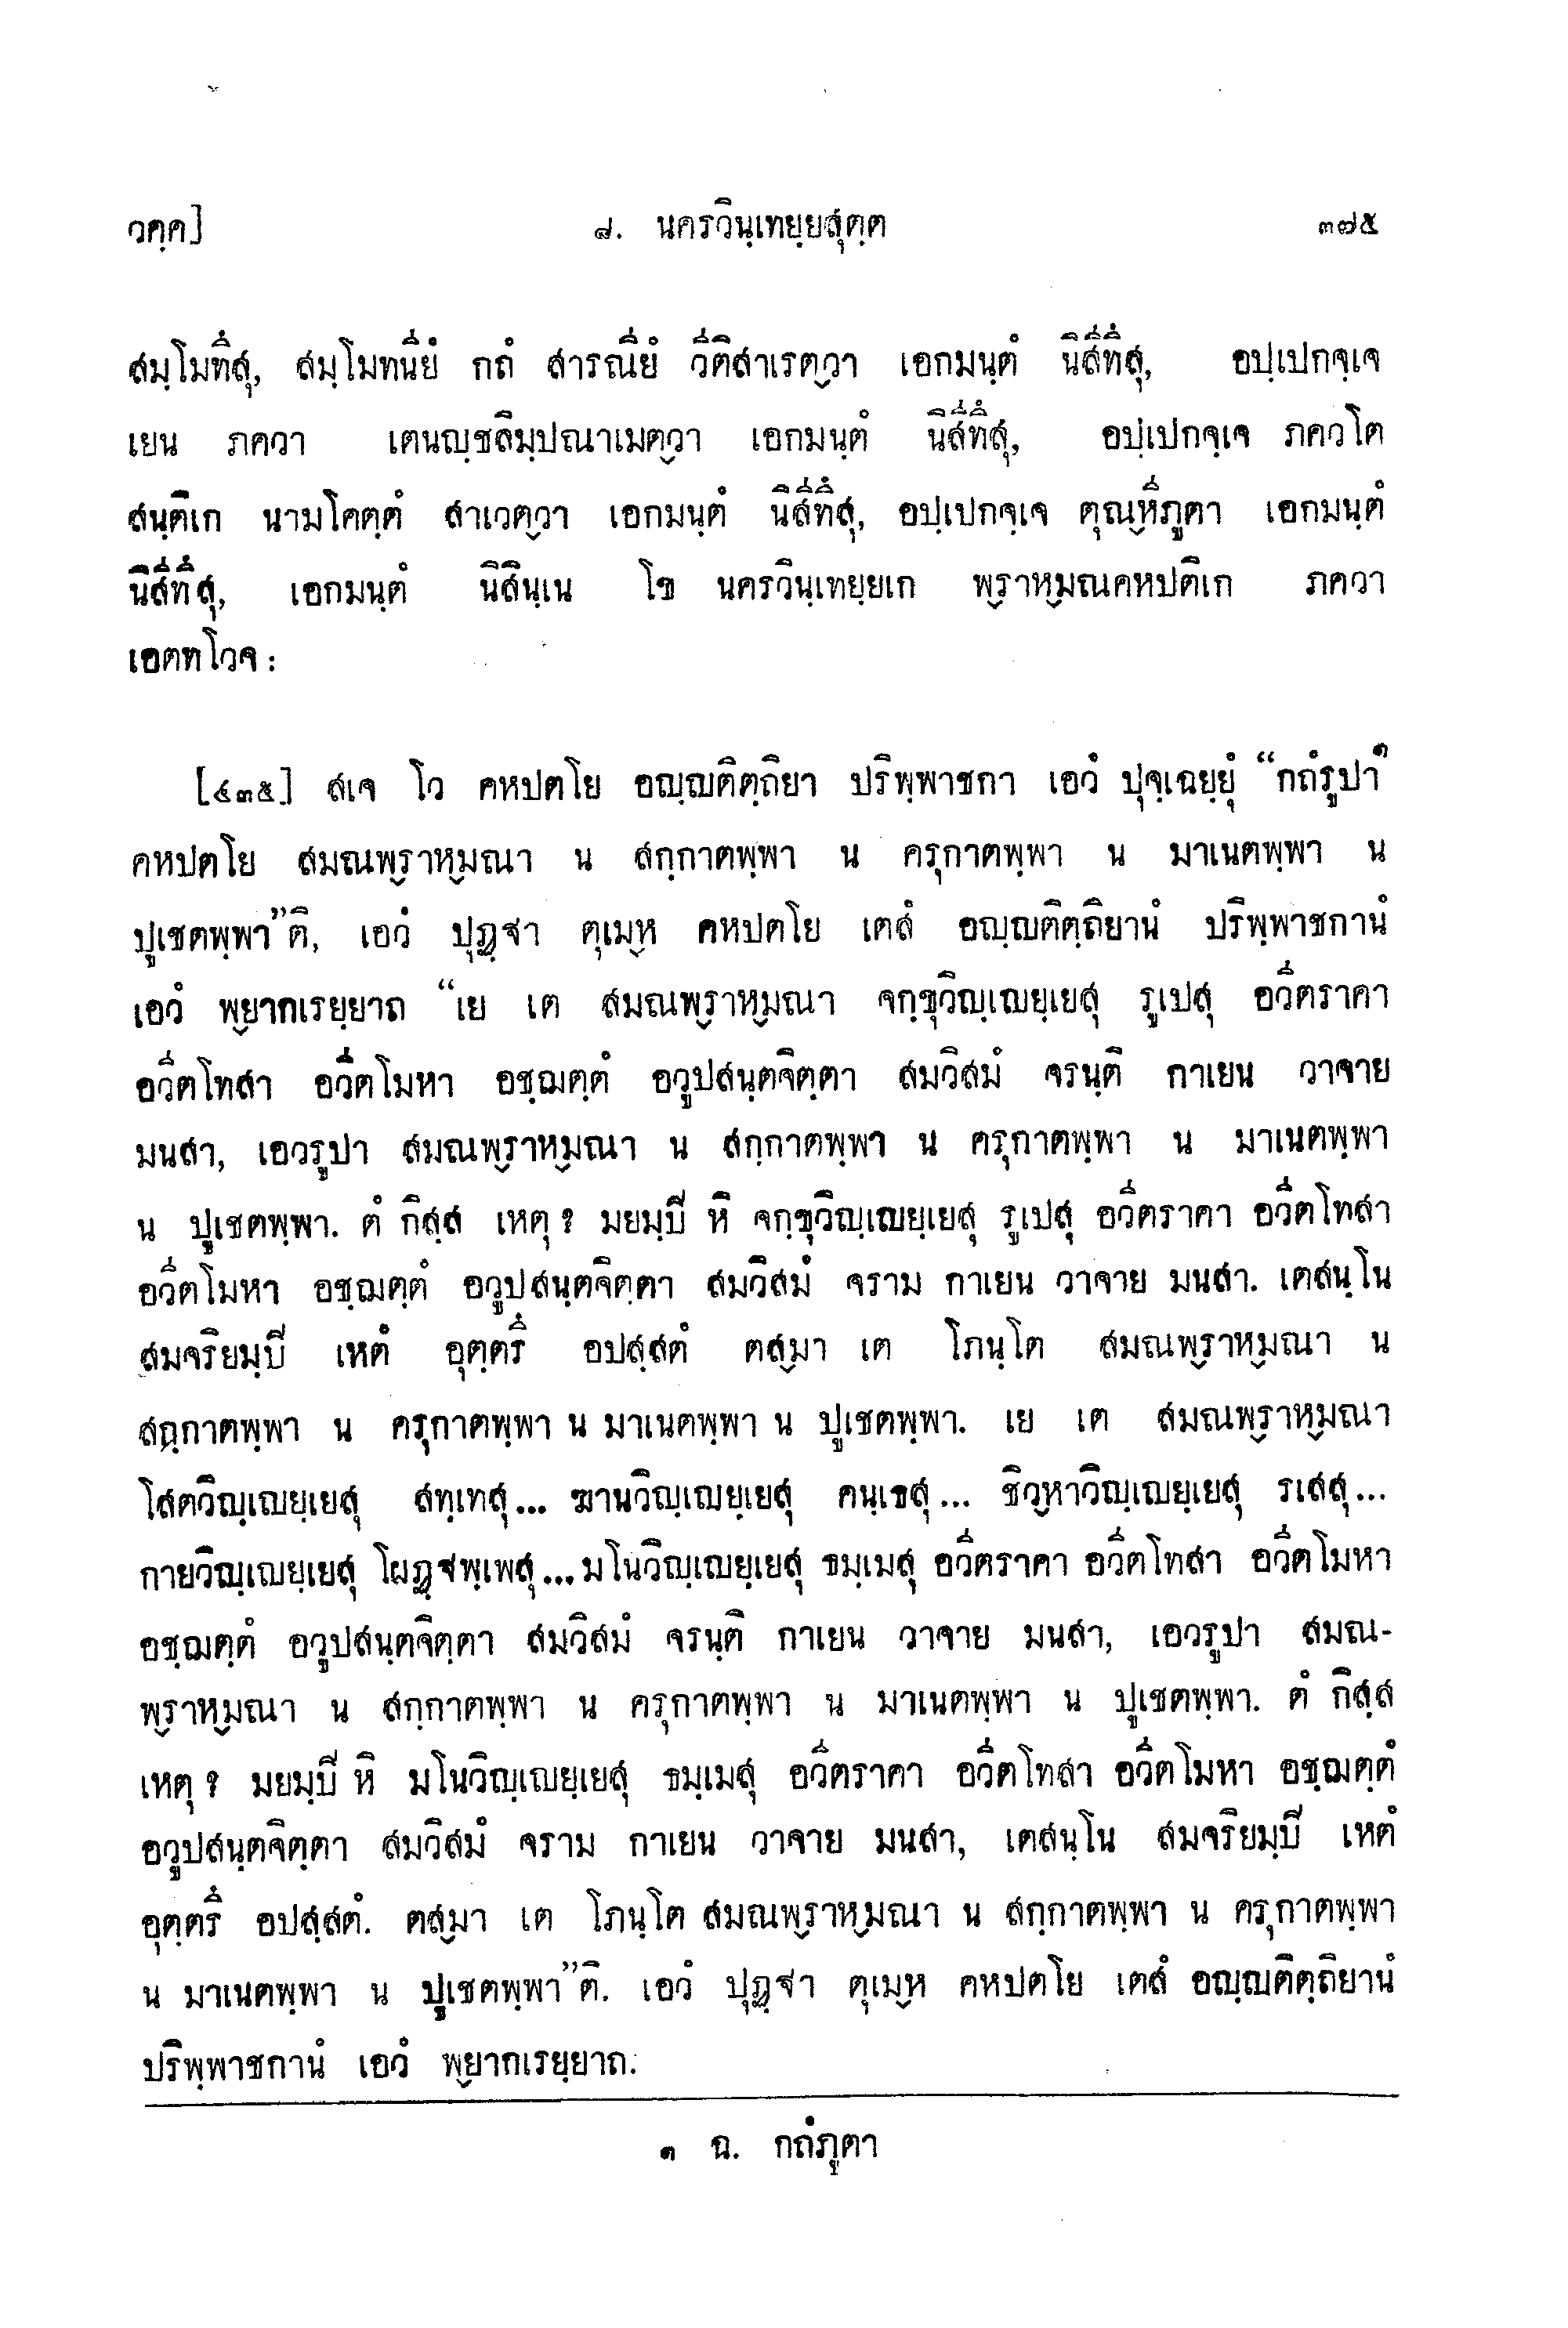 วคฺค]  ๘. นครวินฺเทยฺยสุตฺต  ๓๗๕
สมฺโมทึสุ, สมฺโมทนียํ กถํ สารณียํ วีติสาเรตฺวา เอกมนฺตํ นิสีทึสุ, อปฺเปกจฺเจ
เยน ภควา เตนญฺชลิมฺปณาเมตฺวา เอกมนฺตํ นิสีทึสุ, อปฺเปกจฺเจ ภควโต
สนฺติเก นามโคตฺตํ สาเวตฺวา เอกมนฺตํ นิสีทึสุ, อปฺเปกจฺเจ ตุณฺหีภูตา เอกมนฺตํ
นิสีทึสุ, เอกมนฺตํ นิสินฺเน โข นครวินฺเทยฺยเก พฺราหฺมณคหปติเก ภควา
เอตทโวจ :
[๔๓๕] สเจ โว คหปตโย อญฺญติตฺถิยา ปริพฺพาชกา เอวํ ปุจฺเฉยฺยุํ “กถํรูปา๑
คหปตโย สมณพฺราหฺมณา น สกฺกาตพฺพา น ครุกาตพฺพา น มาเนตพฺพา น
ปูเชตพฺพา”ติ, เอวํ ปุฏฺฐา ตุเมฺห คหปตโย เตสํ อญฺญติตฺถิยานํ ปริพฺพาชกานํ
เอวํ พฺยากเรยฺยาถ “เย เต สมณพฺราหฺมณา จกฺขุวิญฺเญยฺเยสุ รูเปสุ อวีตราคา
อวีตโทสา อวีตโมหา อชฺฌตฺตํ อวูปสนฺตจิตฺตา สมวิสมํ จรนฺติ กาเยน วาจาย
มนสา, เอวรูปา สมณพฺราหฺมณา น สกฺกาตพฺพา น ครุกาตพฺพา น มาเนตพฺพา
น ปูเชตพฺพา. ตํ กิสฺส เหตุ ? มยมฺปี หิ จกฺขุวิญฺเญยฺเยสุ รูเปสุ อวีตราคา อวีตโทสา
อวีตโมหา อชฺฌตฺตํ อวูปสนฺตจิตฺตา สมวิสมํ จราม กาเยน วาจาย มนสา. เตสนฺโน
สมจริยมฺปี เหตํ อุตฺตรึ อปสฺสตํ ตสฺมา เต โภนฺโต สมณพฺราหฺมณา น
สกฺกาตพฺพา น ครุกาตพฺพา น มาเนตพฺพา น ปูเชตพฺพา. เย เต สมณพฺราหฺมณา
โสตวิญฺเญยฺเยสุ สทฺเทสุ... ฆานวิญฺเญยฺเยสุ คนฺเธสุ... ชิวฺหาวิญฺเญยฺเยสุ รเสสุ...
กายวิญฺเญยฺเยสุ โผฏฺฐพฺเพสุ... มโนวิญฺเญยฺเยสุ ธมฺเมสุ อวีตราคา อวีตโทสา อวีตโมหา
อชฺฌตฺตํ อวูปสนฺตจิตฺตา สมวิสมํ จรนฺติ กาเยน วาจาย มนสา, เอวรูปา สมณ-
พฺราหฺมณา น สกฺกาตพฺพา น ครุกาตพฺพา น มาเนตพฺพา น ปูเชตพฺพา. ตํ กิสฺส
เหตุ ? มยมฺปี หิ มโนวิญฺเญยฺเยสุ ธมฺเมสุ อวีตราคา อวีตโทสา อวีตโมหา อชฺฌตฺตํ
อวูปสนฺตจิตฺตา สมวิสมํ จราม กาเยน วาจาย มนสา, เตสนฺโน สมจริยมฺปี เหตํ
อุตฺตรึ อปสฺสตํ. ตสฺมา เต โภนฺโต สมณพฺราหฺมณา น สกฺกาตพฺพา น ครุกาตพฺพา
น มาเนตพฺพา น ปูเชตพฺพา”ติ. เอวํ ปุฏฺฐา ตุเมฺห คหปตโย เตสํ อญฺญติตฺถิยานํ
ปริพฺพาชกานํ เอวํ พฺยากเรยฺยาถ.
๑ ฉ. กถํภูตา